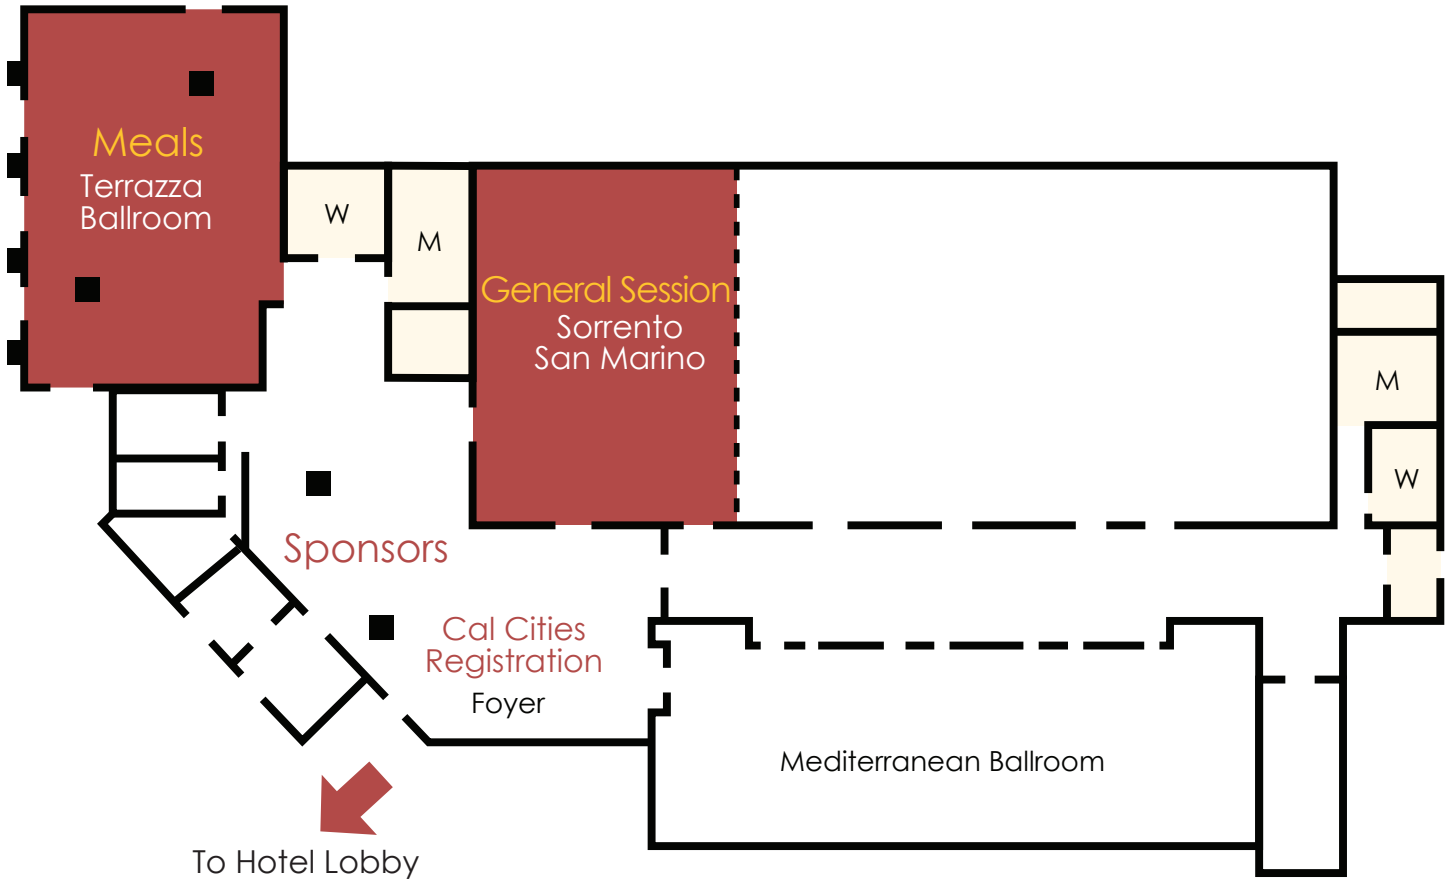 Meals
Terrazza
Ballroom
W
M
General Session
Sorrento
San Marino
M
W
Sponsors
Cal Cities
Registration
Foyer
Mediterranean Ballroom
To Hotel Lobby